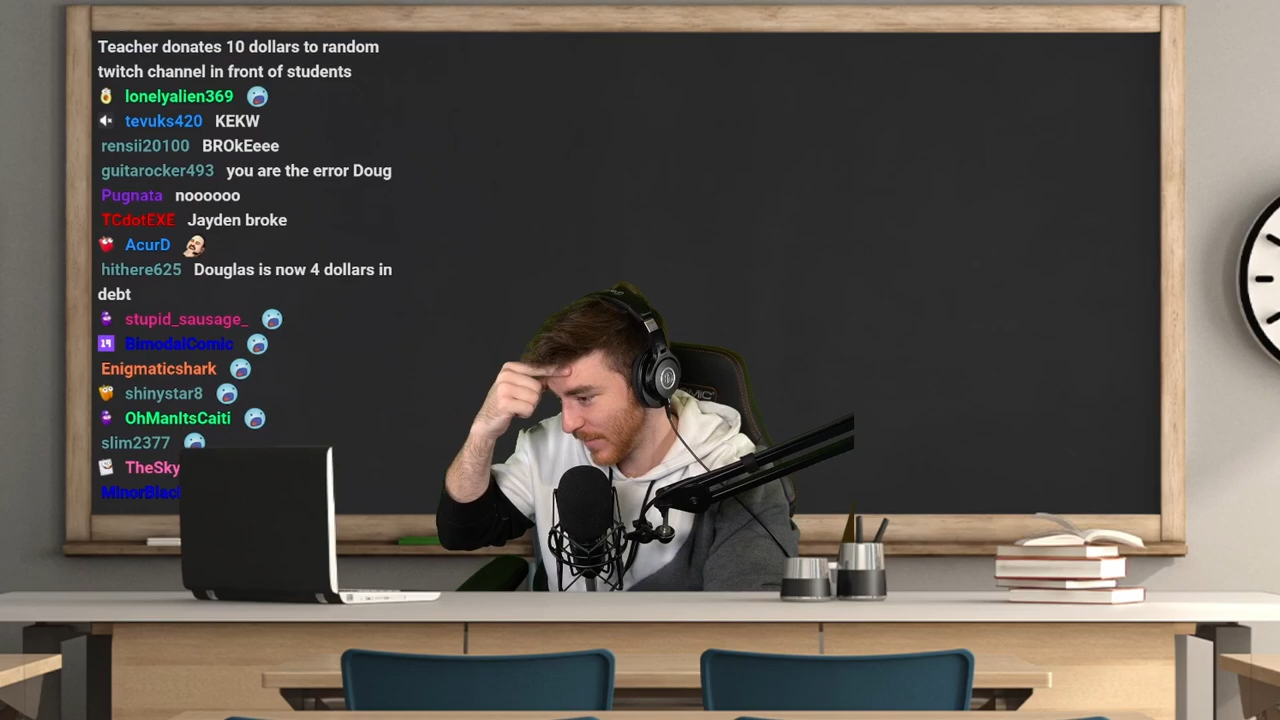 Teacher donates 10 dollars to random
twitch channel in front of students
lonelyalien369
tevuks420 KEKW
rensii20100 BROkEeee
guitarocker493 you are the error Doug
Pugnata noooooo
TCdotEXE Jayden broke
AcurD
hithere625 Douglas is now 4 dollars in
debt
stupid_sausage_
19 BimodalComic
Enigmaticshark
shinystar8
OhManItsCaiti
slim2377
TheSky